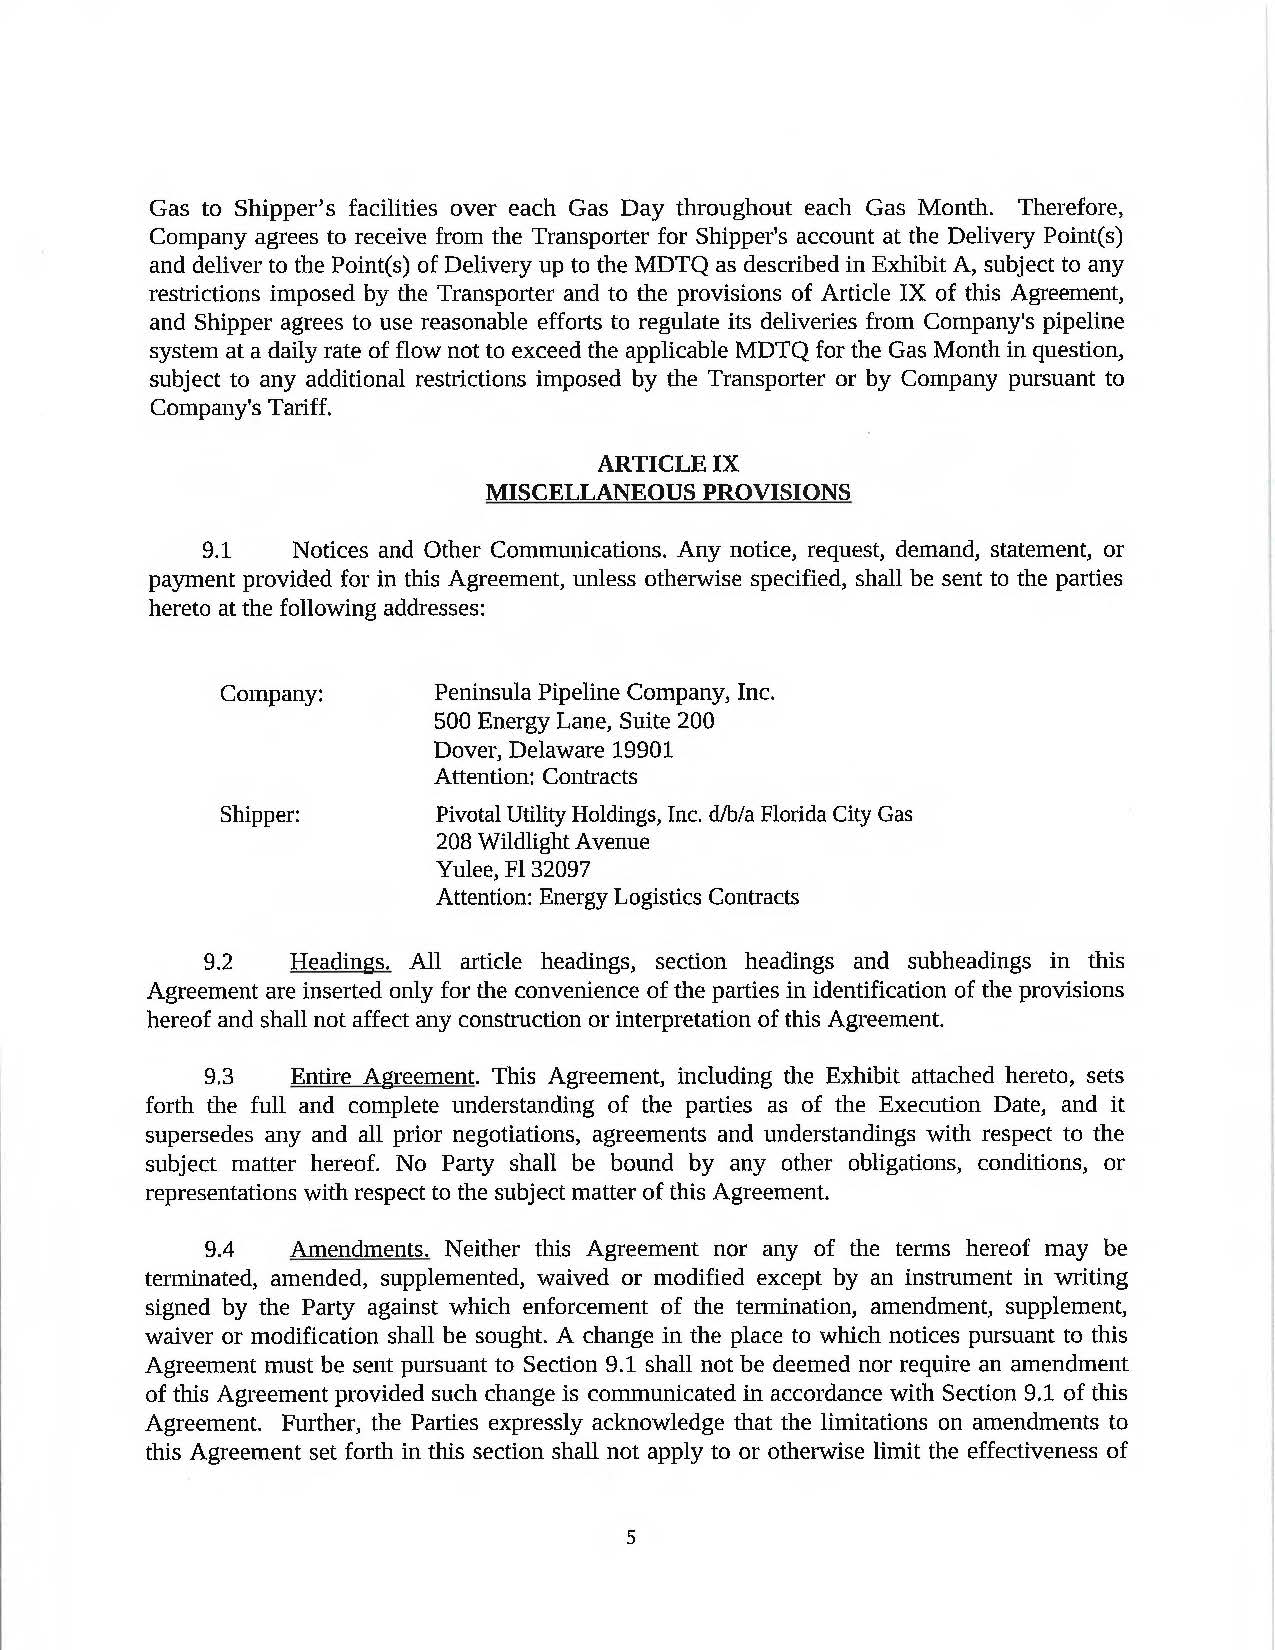 Gas to Shipper’s facilities over each Gas Day throughout each Gas Month. Therefore,
Company agrees to receive from the Transporter for Shipper's account at the Delivery Point(s)
and deliver to the Point(s) of Delivery up to the MDTQ as described in Exhibit A, subject to any
restrictions imposed by the Transporter and to the provisions of Article IX of this Agreement,
and Shipper agrees to use reasonable efforts to regulate its deliveries from Company's pipeline
system at a daily rate of flow not to exceed the applicable MDTQ for the Gas Month in question,
subject to any additional restrictions imposed by the Transporter or by Company pursuant to
Company's Tariff.
ARTICLE IX
MISCELLANEOUS PROVISIONS
9.1 Notices and Other Communications. Any notice, request, demand, statement, or
payment provided for in this Agreement, unless otherwise specified, shall be sent to the parties
hereto at the following addresses:
Company: Peninsula Pipeline Company, Inc.
500 Energy Lane, Suite 200
Dover, Delaware 19901
Attention: Contracts
Shipper: Pivotal Utility Holdings, Inc. d/b/a Florida City Gas
208 Wildlight Avenue
Yulee, Fl 32097
Attention: Energy Logistics Contracts
9.2 Headings. All article headings, section headings and subheadings in this
Agreement are inserted only for the convenience of the parties in identification of the provisions
hereof and shall not affect any construction or interpretation of this Agreement.
9.3 Entire Agreement. This Agreement, including the Exhibit attached hereto, sets
forth the full and complete understanding of the parties as of the Execution Date, and it
supersedes any and all prior negotiations, agreements and understandings with respect to the
subject matter hereof. No Party shall be bound by any other obligations, conditions, or
representations with respect to the subject matter of this Agreement.
9.4 Amendments. Neither this Agreement nor any of the terms hereof may be
terminated, amended, supplemented, waived or modified except by an instrument in writing
signed by the Party against which enforcement of the termination, amendment, supplement,
waiver or modification shall be sought. A change in the place to which notices pursuant to this
Agreement must be sent pursuant to Section 9.1 shall not be deemed nor require an amendment
of this Agreement provided such change is communicated in accordance with Section 9.1 of this
Agreement. Further, the Parties expressly acknowledge that the limitations on amendments to
this Agreement set forth in this section shall not apply to or otherwise limit the effectiveness of
5